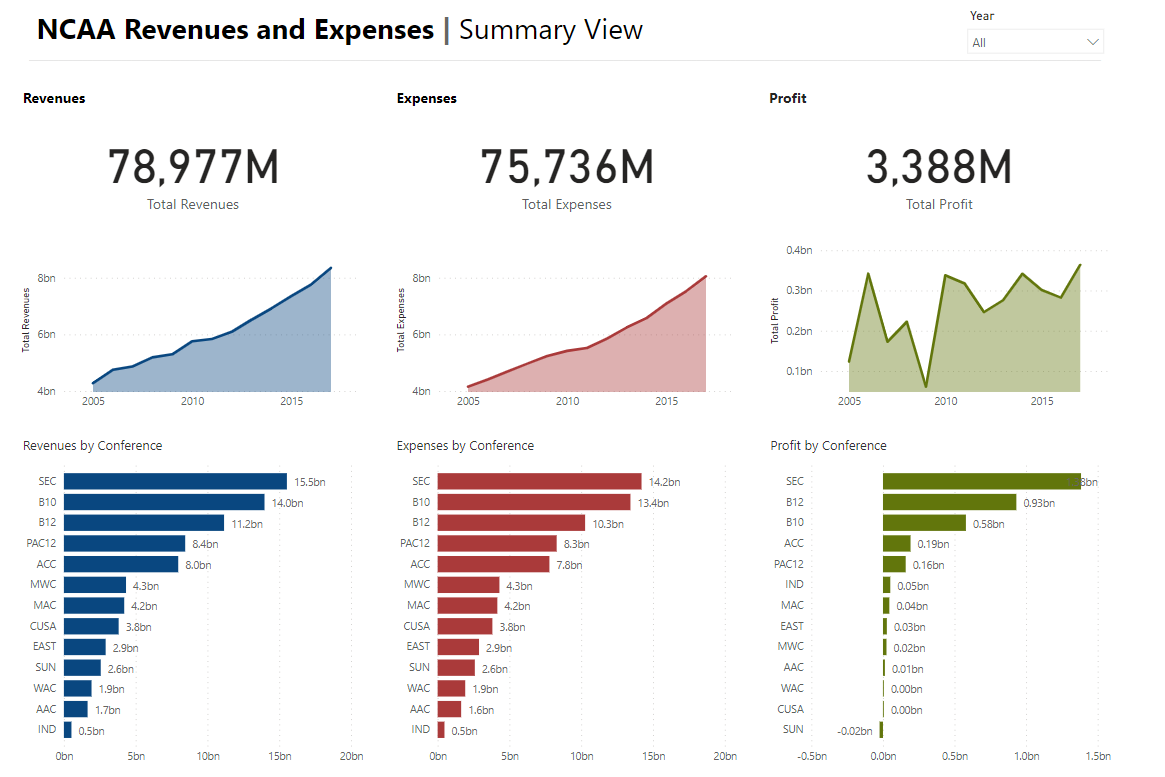 NCAA Revenues and Expenses | Summary View
Year
All
Revenues
78,977M
Total Revenues
Total Revenues
8bn
6bn
4bn
2005 2010 2015
Expenses
75,736M
Total Expenses
Total Expenses
8bn
6bn
4bn
2005 2010 2015
Profit
3,388M
Total Profit
Total Profit
0.4bn
0.3bn
0.2bn
0.1bn
2005 2010 2015
Revenues by Conference
SEC 15.5bn
B10 14.0bn
B12 11.2bn
PAC12 8.4bn
ACC 8.0bn
MWC 4.3bn
MAC 4.2bn
CUSA 3.8bn
EAST 2.9bn
SUN 2.6bn
WAC 1.9bn
AAC 1.7bn
IND 0.5bn
0bn 5bn 10bn 15bn 20bn
Expenses by Conference
SEC 14.2bn
B10 13.4bn
B12 10.3bn
PAC12 8.3bn
ACC 7.8bn
MWC 4.3bn
MAC 4.2bn
CUSA 3.8bn
EAST 2.9bn
SUN 2.6bn
WAC 1.9bn
AAC 1.6bn
IND 0.5bn
0bn 5bn 10bn 15bn 20bn
Profit by Conference
SEC
B12 0.93bn
B10 0.58bn
ACC 0.19bn
PAC12 0.16bn
IND 0.05bn
MAC 0.04bn
EAST 0.03bn
MWC 0.02bn
AAC 0.01bn
WAC 0.00bn
CUSA 0.00bn
SUN -0.02bn
-0.5bn 0.0bn 0.5bn 1.0bn 1.5bn